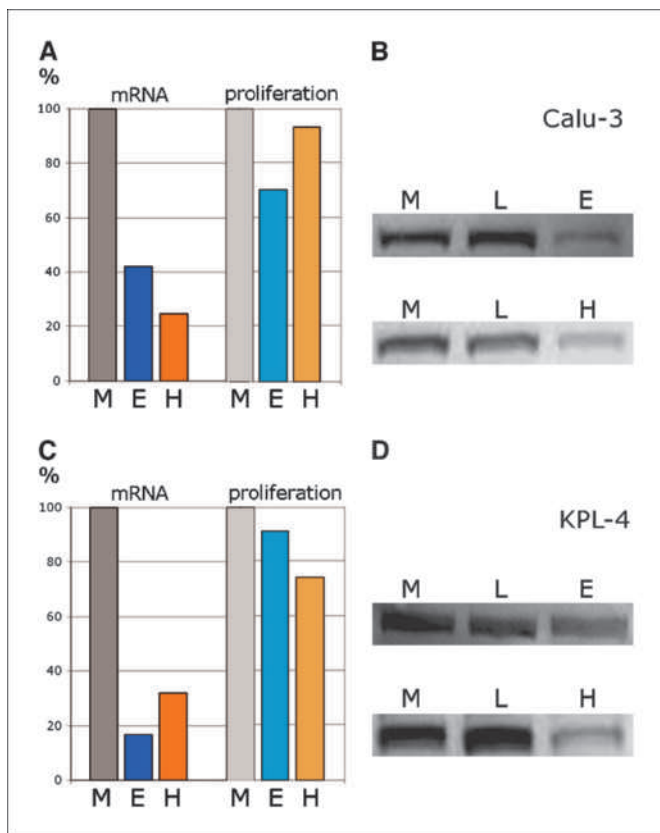 A
%
mRNA proliferation
100
80
60
40
20
0
M E H M E H
B
Calu-3
M L E
M L H
C
%
mRNA proliferation
100
80
60
40
20
0
M E H M E H
D
KPL-4
M L E
M L H